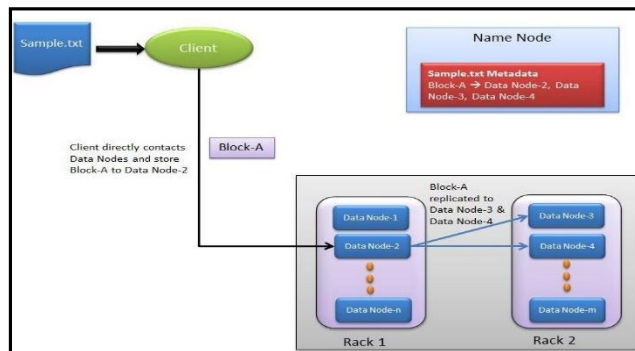 Sample.txt
Client
Name Node
Sample.txt Metadata
Block-A → Data Node-2, Data
Node-3, Data Node-4
Client directly contacts
Data Nodes and store
Block-A to Data Node-2
Block-A
Block-A
replicated to
Data Node-3 &
Data Node-4
Data Node-1
Data Node-2
Data Node-n
Rack 1
Data Node-3
Data Node-4
Data Node-m
Rack 2